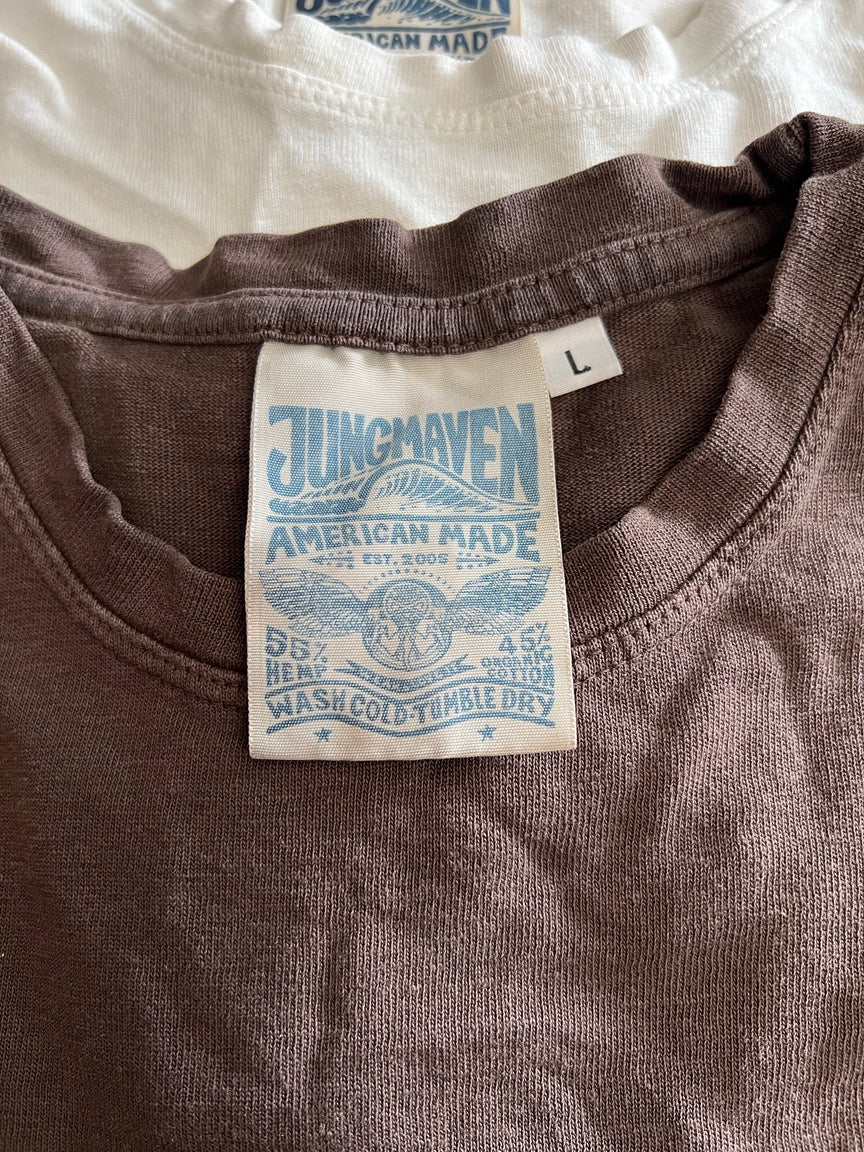 AMERICAN MADE
L
JUNGMAVEN
AMERICAN MADE
EST. 2005
55% HEMP
45% ORGANIC COTTON
WASH COLD·TUMBLE DRY